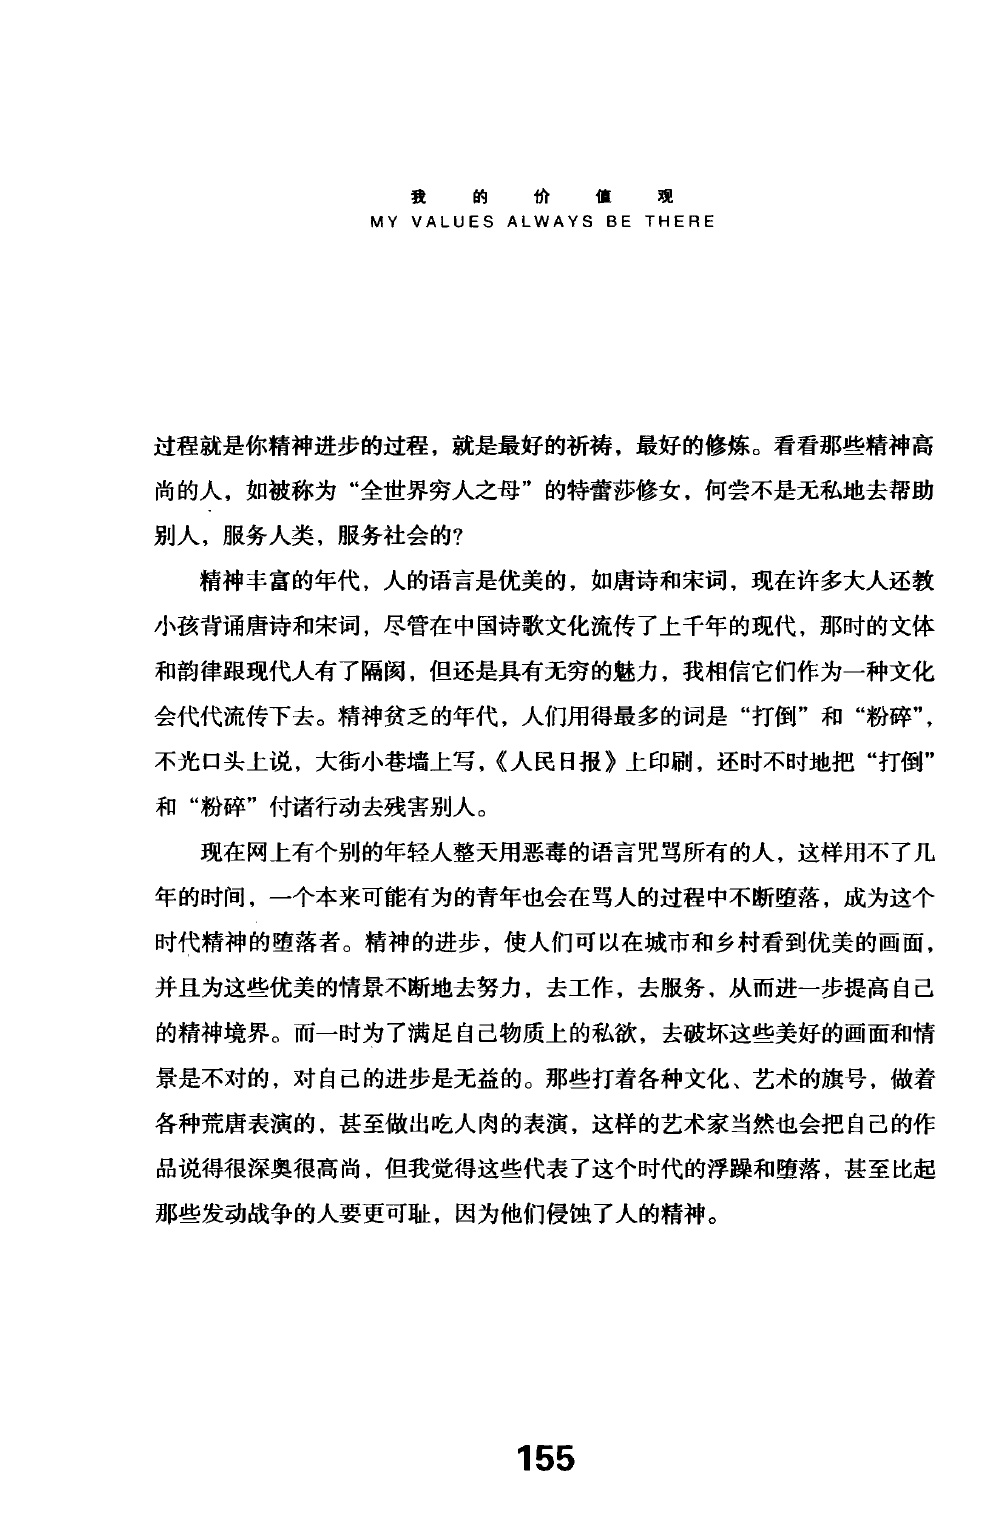 我的价值观
MY VALUES ALWAYS BE THERE
过程就是你精神进步的过程，就是最好的祈祷，最好的修炼。看看那些精神高
尚的人，如被称为“全世界穷人之母”的特蕾莎修女，何尝不是无私地去帮助
别人，服务人类，服务社会的？
精神丰富的年代，人的语言是优美的，如唐诗和宋词，现在许多大人还教
小孩背诵唐诗和宋词，尽管在中国诗歌文化流传了上千年的现代，那时的文体
和韵律跟现代人有了隔阂，但还是具有无穷的魅力，我相信它们作为一种文化
会代代流传下去。精神贫乏的年代，人们用得最多的词是“打倒”和“粉碎”，
不光口头上说，大街小巷墙上写，《人民日报》上印刷，还时不时地把“打倒”
和“粉碎”付诸行动去残害别人。
现在网上有个别的年轻人整天用恶毒的语言咒骂所有的人，这样用不了几
年的时间，一个本来可能有为的青年也会在骂人的过程中不断堕落，成为这个
时代精神的堕落者。精神的进步，使人们可以在城市和乡村看到优美的画面，
并且为这些优美的情景不断地去努力，去工作，去服务，从而进一步提高自己
的精神境界。而一时为了满足自己物质上的私欲，去破坏这些美好的画面和情
景是不对的，对自己的进步是无益的。那些打着各种文化、艺术的旗号，做着
各种荒唐表演的，甚至做出吃人肉的表演，这样的艺术家当然也会把自己的作
品说得很深奥很高尚，但我觉得这些代表了这个时代的浮躁和堕落，甚至比起
那些发动战争的人要更可耻，因为他们侵蚀了人的精神。
155